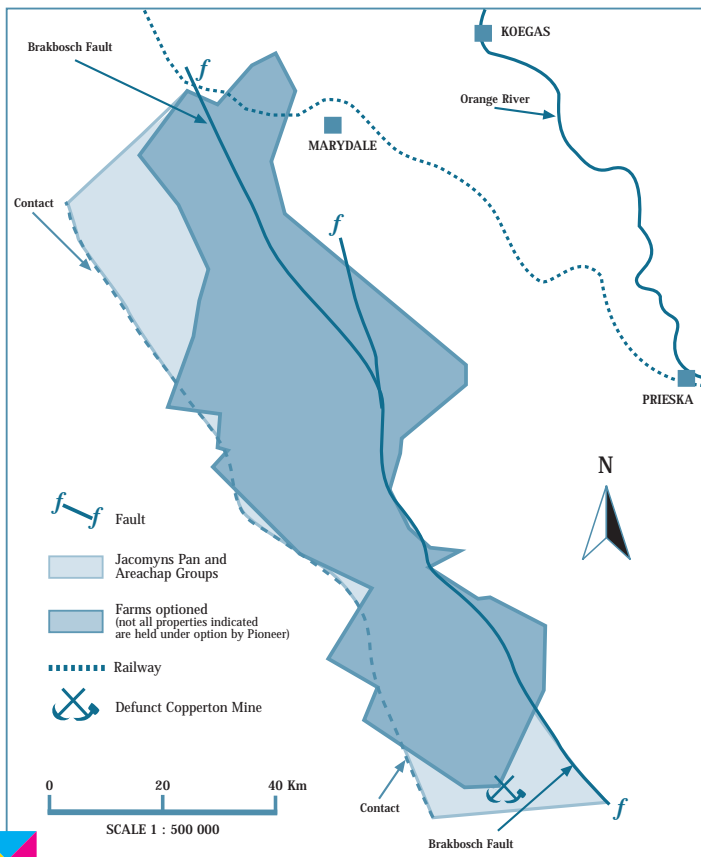 KOEGAS
Brakbosch Fault
f
Orange River
MARYDALE
Contact
f
PRIESKA
N
f f Fault
Jacomyns Pan and
Areachap Groups
Farms optioned
(not all properties indicated
are held under option by Pioneer)
Railway
Defunct Copperton Mine
0 20 40 Km
SCALE 1 : 500 000
Contact
f
Brakbosch Fault